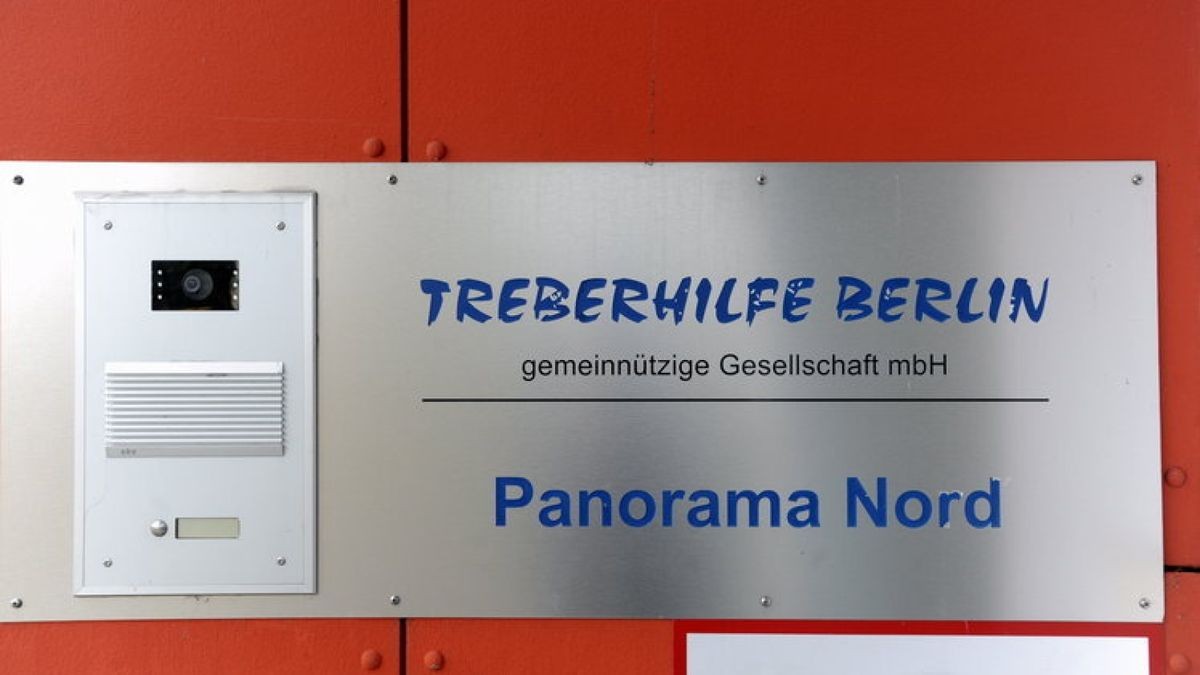 TREBERHILFE BERLIN
gemeinnützige Gesellschaft mbH
Panorama Nord